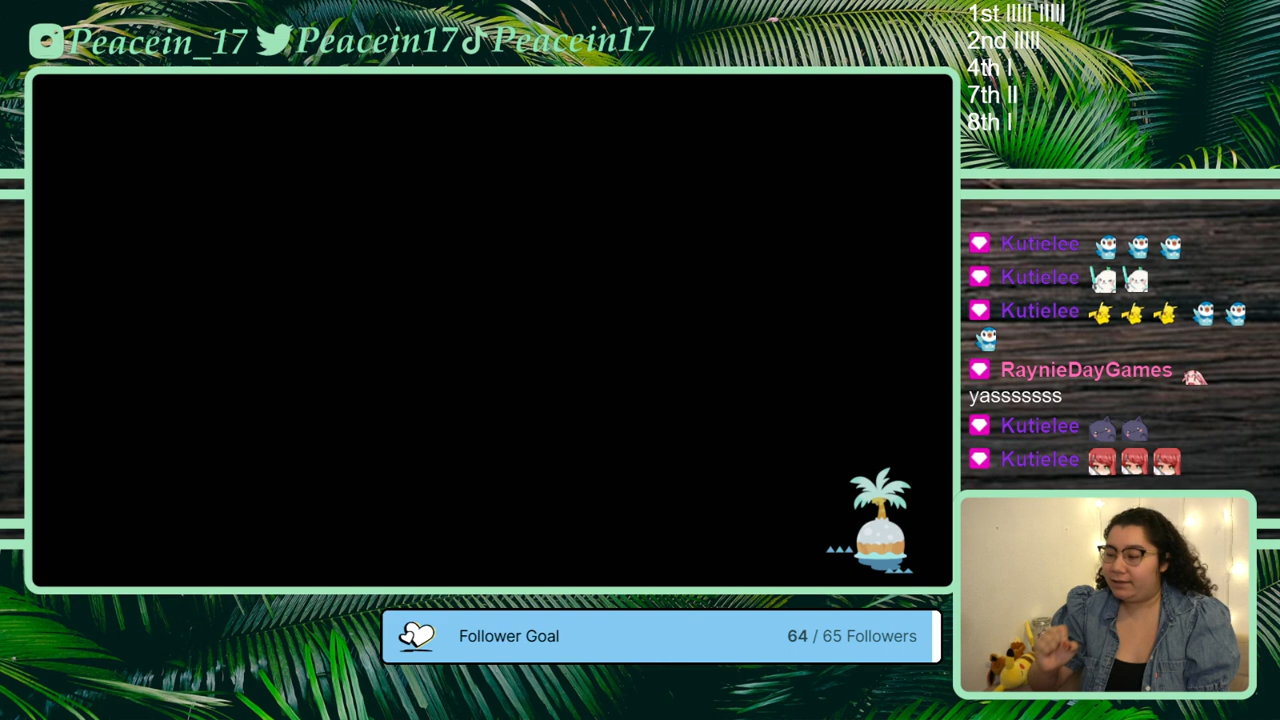 Peacein_17 Peacein17 Peacein17
1st IIIII IIIII
2nd IIIII
4th I
7th II
8th I
Kutielee
Kutielee
Kutielee
RaynieDayGames
yasssssss
Kutielee
Kutielee
Follower Goal 64 / 65 Followers